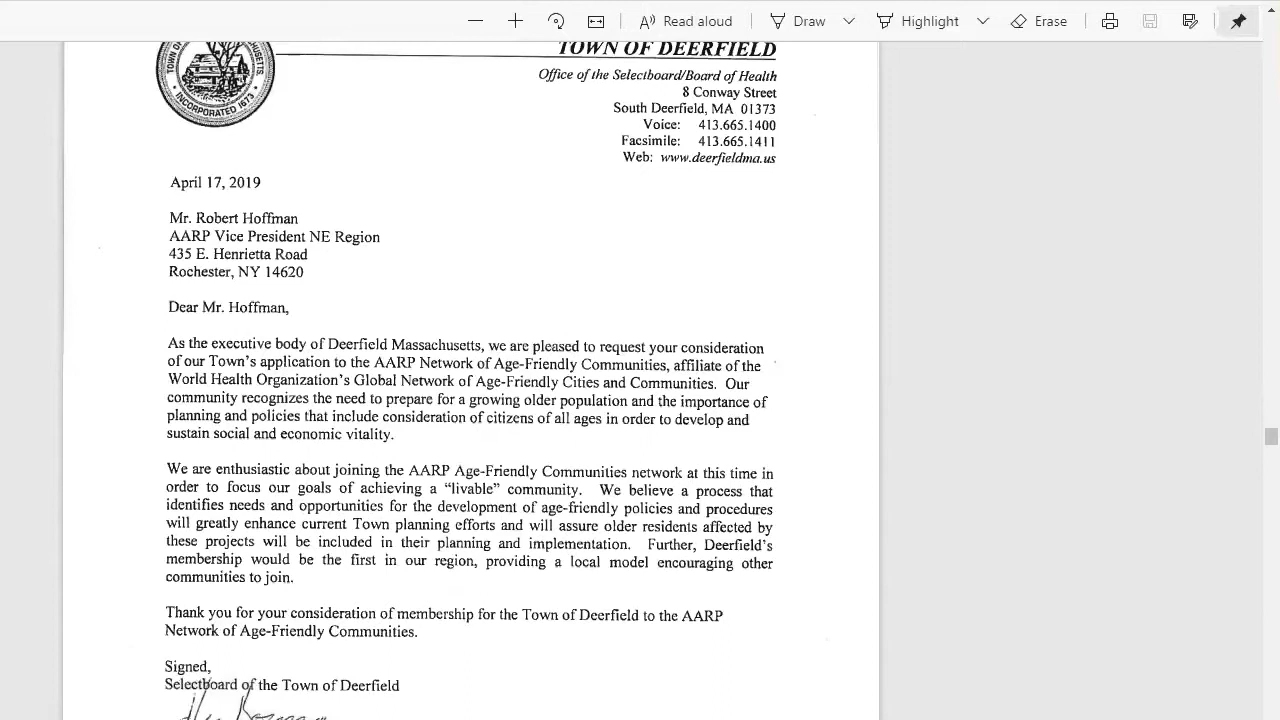 Read aloud
Draw
Highlight
Erase
TOWN OF DEERFIELD
Office of the Selectboard/Board of Health
8 Conway Street
South Deerfield, MA 01373
Voice: 413.665.1400
Facsimile: 413.665.1411
Web: www.deerfieldma.us
TOWN OF
MASSACHUSETTS
INCORPORATED 1673
April 17, 2019
Mr. Robert Hoffman
AARP Vice President NE Region
435 E. Henrietta Road
Rochester, NY 14620
Dear Mr. Hoffman,
As the executive body of Deerfield Massachusetts, we are pleased to request your consideration
of our Town's application to the AARP Network of Age-Friendly Communities, affiliate of the
World Health Organization's Global Network of Age-Friendly Cities and Communities. Our
community recognizes the need to prepare for a growing older population and the importance of
planning and policies that include consideration of citizens of all ages in order to develop and
sustain social and economic vitality.
We are enthusiastic about joining the AARP Age-Friendly Communities network at this time in
order to focus our goals of achieving a “livable” community. We believe a process that
identifies needs and opportunities for the development of age-friendly policies and procedures
will greatly enhance current Town planning efforts and will assure older residents affected by
these projects will be included in their planning and implementation. Further, Deerfield's
membership would be the first in our region, providing a local model encouraging other
communities to join.
Thank you for your consideration of membership for the Town of Deerfield to the AARP
Network of Age-Friendly Communities.
Signed,
Selectboard of the Town of Deerfield